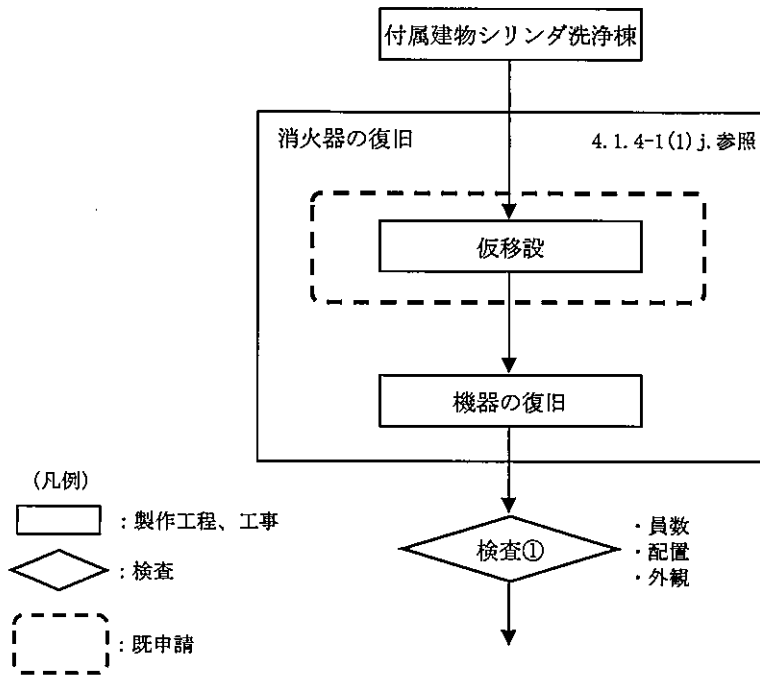 付属建物シリンダ洗浄棟
消火器の復旧 4.1.4-1(1)j.参照
仮移設
機器の復旧
検査①
・員数
・配置
・外観
(凡例)
：製作工程、工事
：検査
：既申請